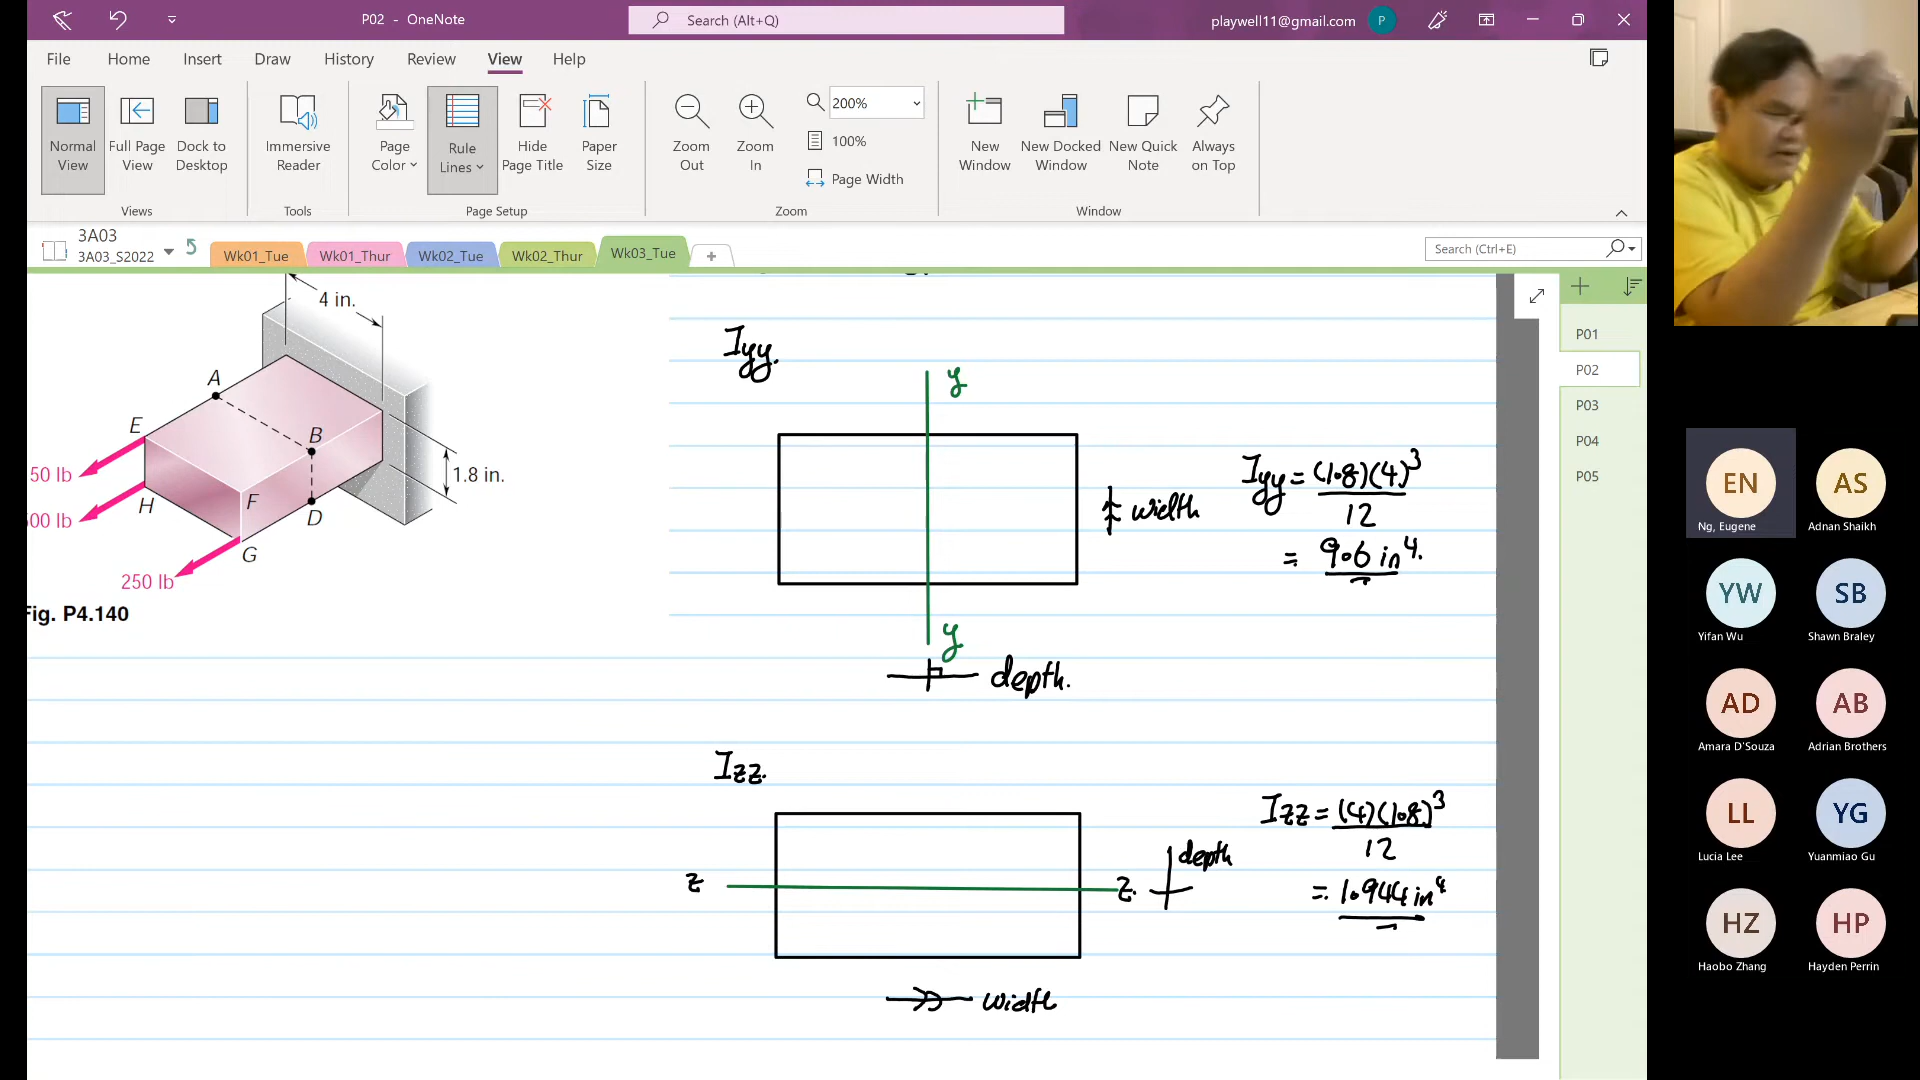 P02 - OneNote
Search (Alt+Q)
playwell11@gmail.com
P
File Home Insert Draw History Review View Help
Normal View
Full Page View
Dock to Desktop
Immersive Reader
Page Color
Rule Lines
Hide Page Title
Paper Size
Zoom Out
Zoom In
200%
100%
Page Width
New Window
New Docked Window
New Quick Note
Always on Top
Views
Tools
Page Setup
Zoom
Window
3A03
3A03_S2022
Wk01_Tue
Wk01_Thur
Wk02_Tue
Wk02_Thur
Wk03_Tue
Search (Ctrl+E)
P01
P02
P03
P04
P05
4 in.
A
E
B
50 lb
1.8 in.
H
F
00 lb
D
G
250 lb
Fig. P4.140
Iyy.
y
width
Iyy = (1.8)(4)³
12
= 9.6 in⁴.
y
depth.
Izz.
Izz = (4)(1.8)³
12
= 1.944 in⁴
depth
z
z.
width
EN
Ng, Eugene
AS
Adnan Shaikh
YW
Yifan Wu
SB
Shawn Braley
AD
Amara D'Souza
AB
Adrian Brothers
LL
Lucia Lee
YG
Yuanmiao Gu
HZ
Haobo Zhang
HP
Hayden Perrin